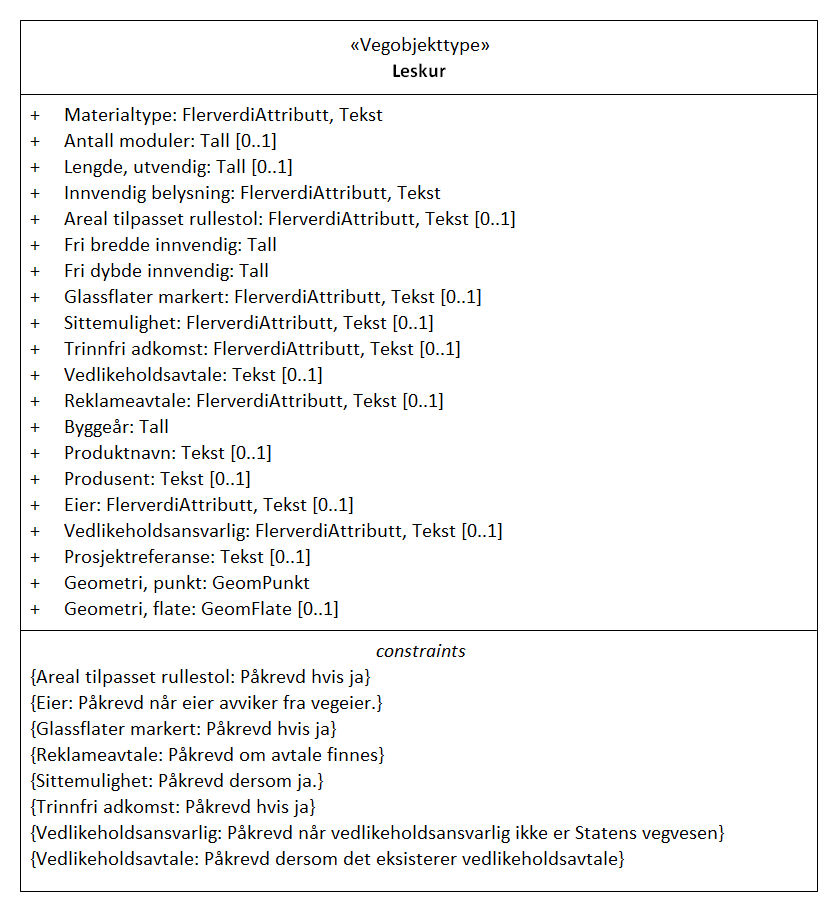 «Vegobjekttype»
Leskur
+ Materialtype: FlerverdiAttributt, Tekst
+ Antall moduler: Tall [0..1]
+ Lengde, utvendig: Tall [0..1]
+ Innvendig belysning: FlerverdiAttributt, Tekst
+ Areal tilpasset rullestol: FlerverdiAttributt, Tekst [0..1]
+ Fri bredde innvendig: Tall
+ Fri dybde innvendig: Tall
+ Glassflater markert: FlerverdiAttributt, Tekst [0..1]
+ Sittemulighet: FlerverdiAttributt, Tekst [0..1]
+ Trinnfri adkomst: FlerverdiAttributt, Tekst [0..1]
+ Vedlikeholdsavtale: Tekst [0..1]
+ Reklameavtale: FlerverdiAttributt, Tekst [0..1]
+ Byggeår: Tall
+ Produktnavn: Tekst [0..1]
+ Produsent: Tekst [0..1]
+ Eier: FlerverdiAttributt, Tekst [0..1]
+ Vedlikeholdsansvarlig: FlerverdiAttributt, Tekst [0..1]
+ Prosjektreferanse: Tekst [0..1]
+ Geometri, punkt: GeomPunkt
+ Geometri, flate: GeomFlate [0..1]
constraints
{Areal tilpasset rullestol: Påkrevd hvis ja}
{Eier: Påkrevd når eier avviker fra vegeier.}
{Glassflater markert: Påkrevd hvis ja}
{Reklameavtale: Påkrevd om avtale finnes}
{Sittemulighet: Påkrevd dersom ja.}
{Trinnfri adkomst: Påkrevd hvis ja}
{Vedlikeholdsansvarlig: Påkrevd når vedlikeholdsansvarlig ikke er Statens vegvesen}
{Vedlikeholdsavtale: Påkrevd dersom det eksisterer vedlikeholdsavtale}